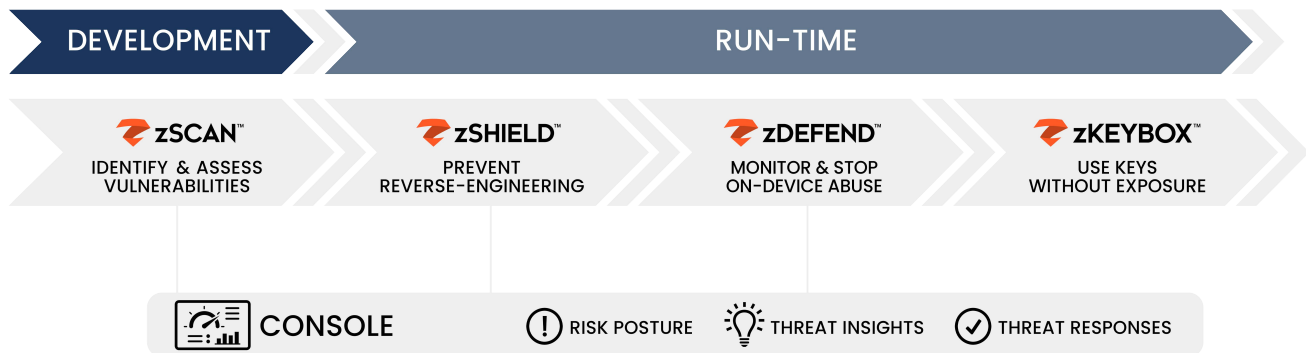 DEVELOPMENT
RUN-TIME
zSCAN™
IDENTIFY & ASSESS
VULNERABILITIES
zSHIELD™
PREVENT
REVERSE-ENGINEERING
zDEFEND™
MONITOR & STOP
ON-DEVICE ABUSE
zKEYBOX™
USE KEYS
WITHOUT EXPOSURE
CONSOLE
RISK POSTURE
THREAT INSIGHTS
THREAT RESPONSES